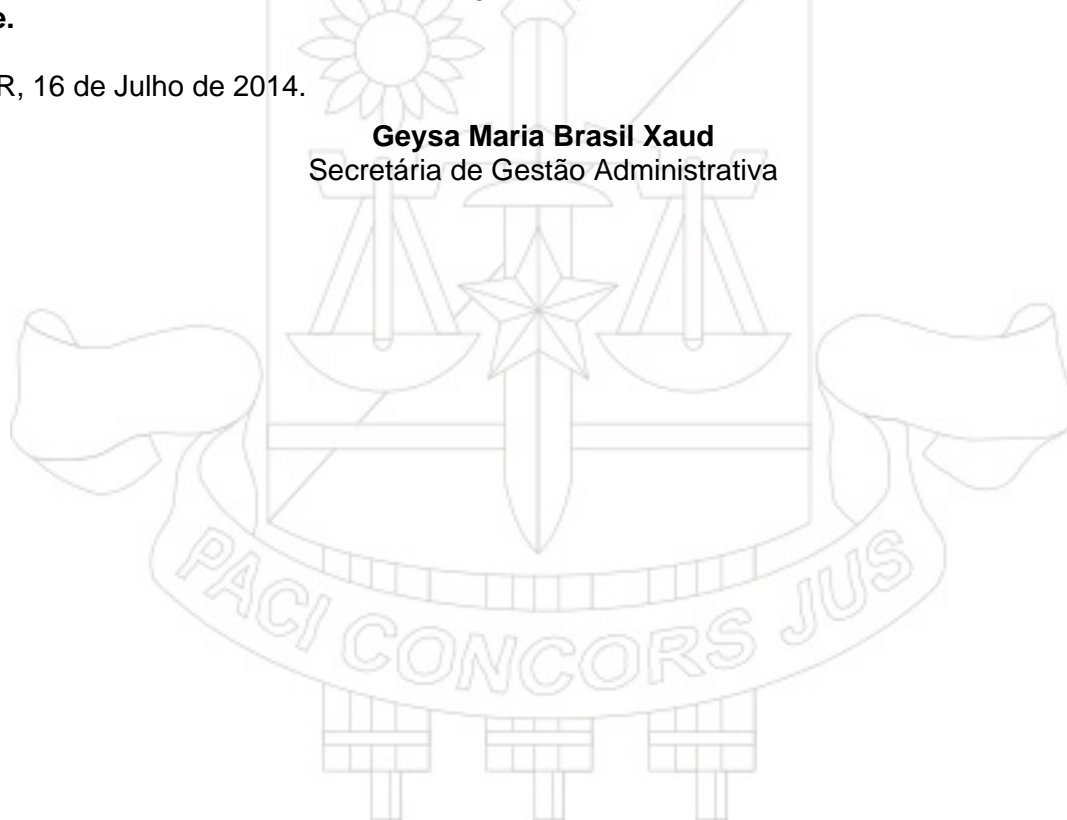 e.
R, 16 de Julho de 2014.
Geysa Maria Brasil Xaud
Secretária de Gestão Administrativa
PACI CONCORS JUS